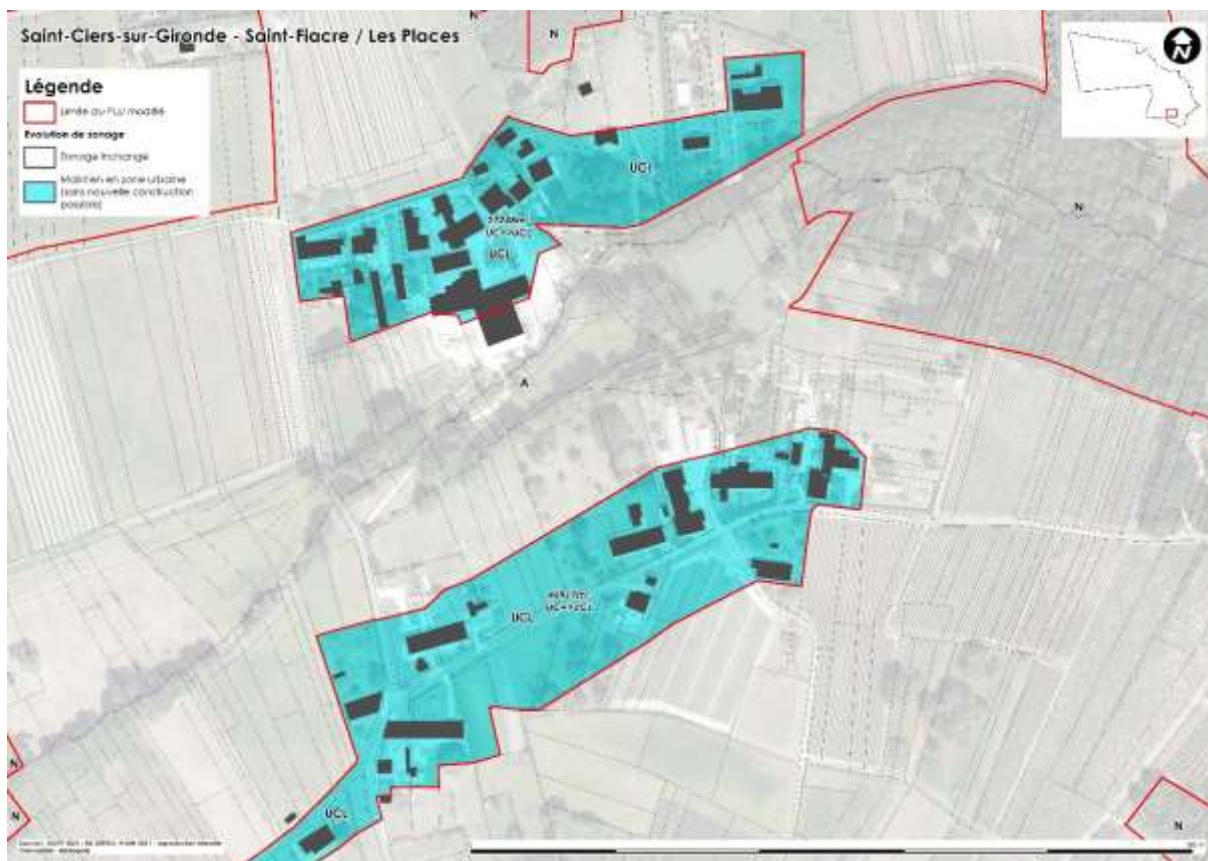 Saint-Ciers-sur-Gironde - Saint-Fiacre / Les Places
Légende
Limite du PLU modifié
Evolution de zonage
Zonage inchangé
Maintien en zone urbaine
(sans nouvelle construction
possible)
N
N
N
N
UCL
UCL
A
UCL
UCL
N
N
N